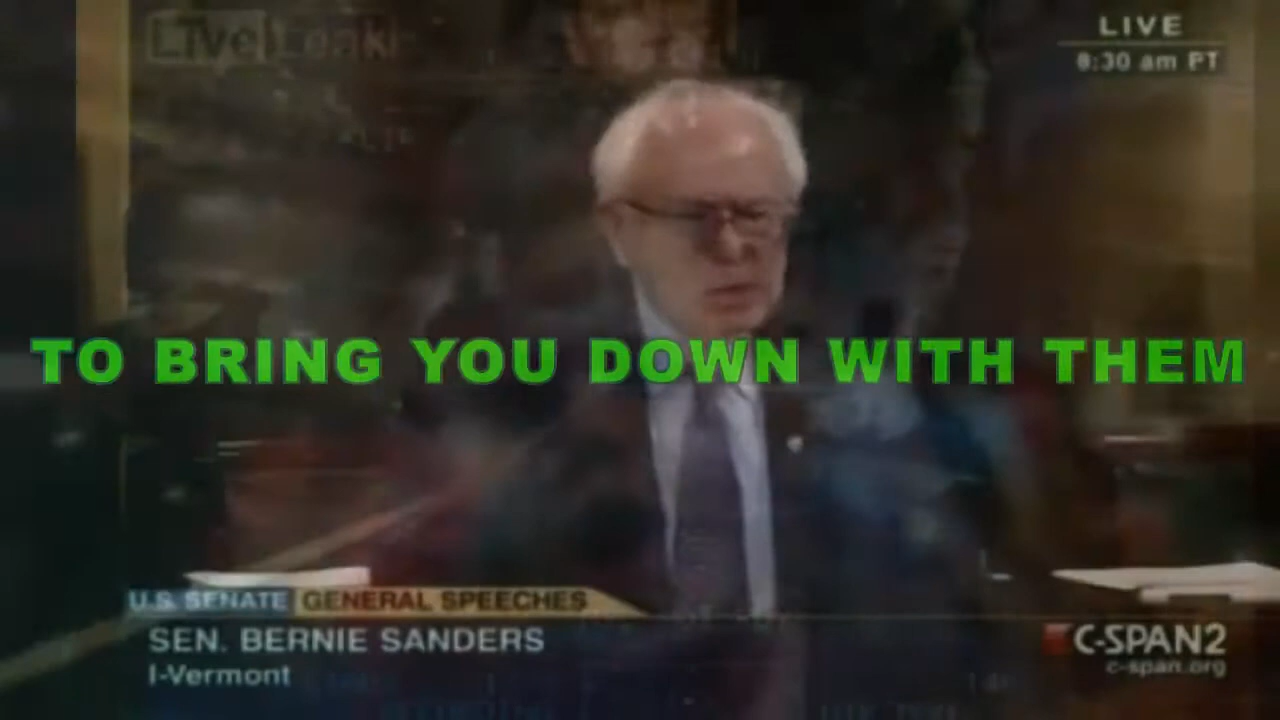 LiveLeak
LIVE
8:30 am PT
TO BRING YOU DOWN WITH THEM
U.S. SENATE GENERAL SPEECHES
SEN. BERNIE SANDERS
I-Vermont
C-SPAN2
c-span.org